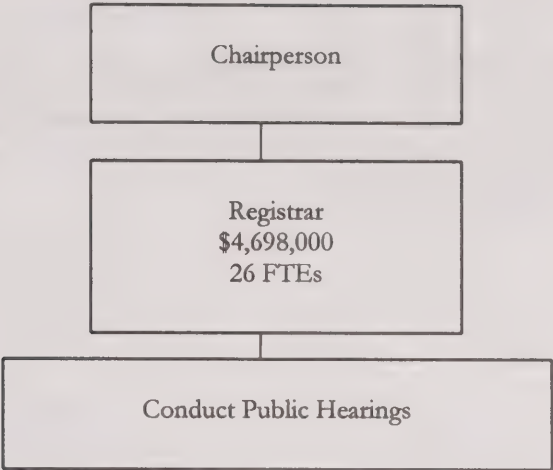 Chairperson
Registrar
$4,698,000
26 FTEs
Conduct Public Hearings